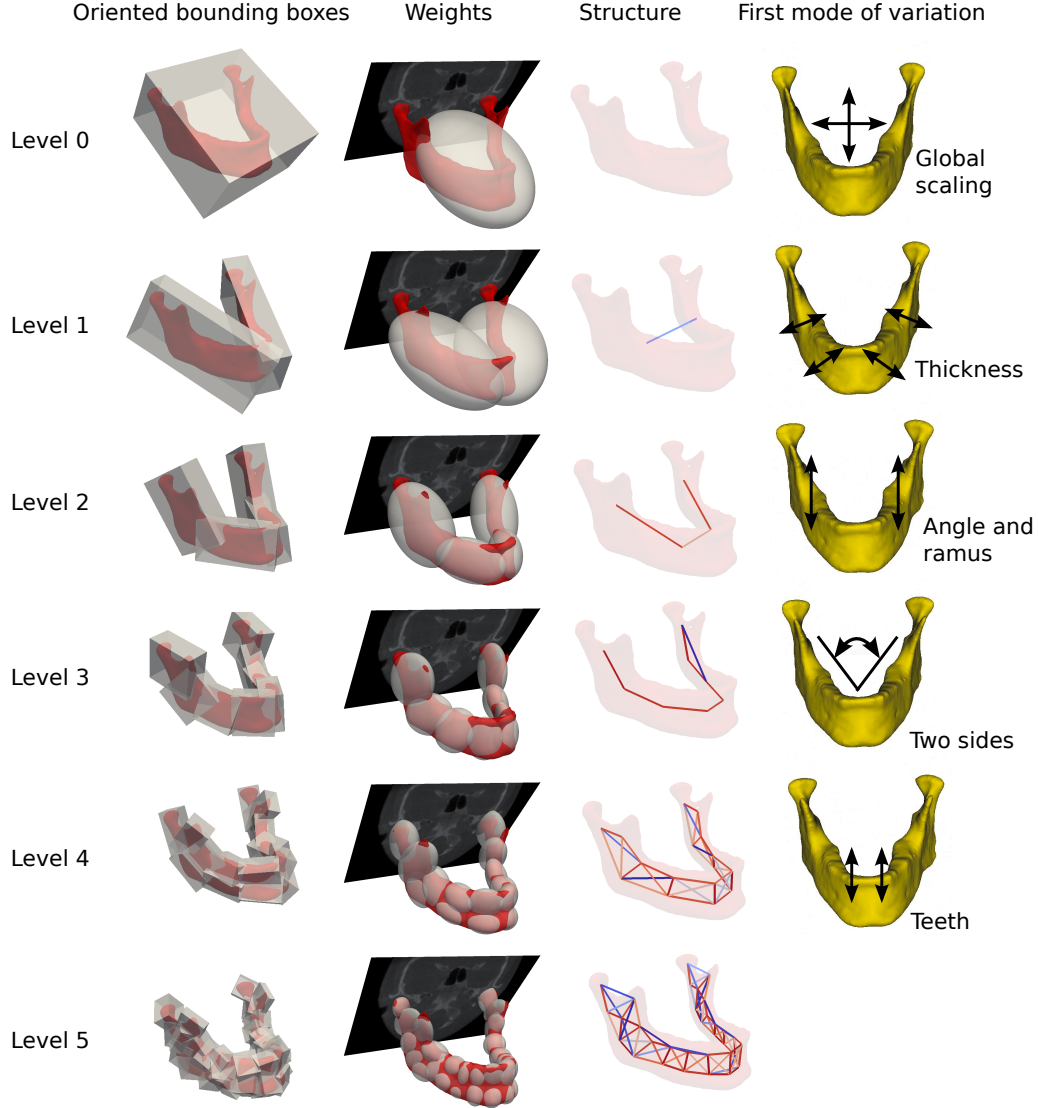 Oriented bounding boxes Weights Structure First mode of variation
Level 0
Global
scaling
Level 1
Thickness
Level 2
Angle and
ramus
Level 3
Two sides
Level 4
Teeth
Level 5